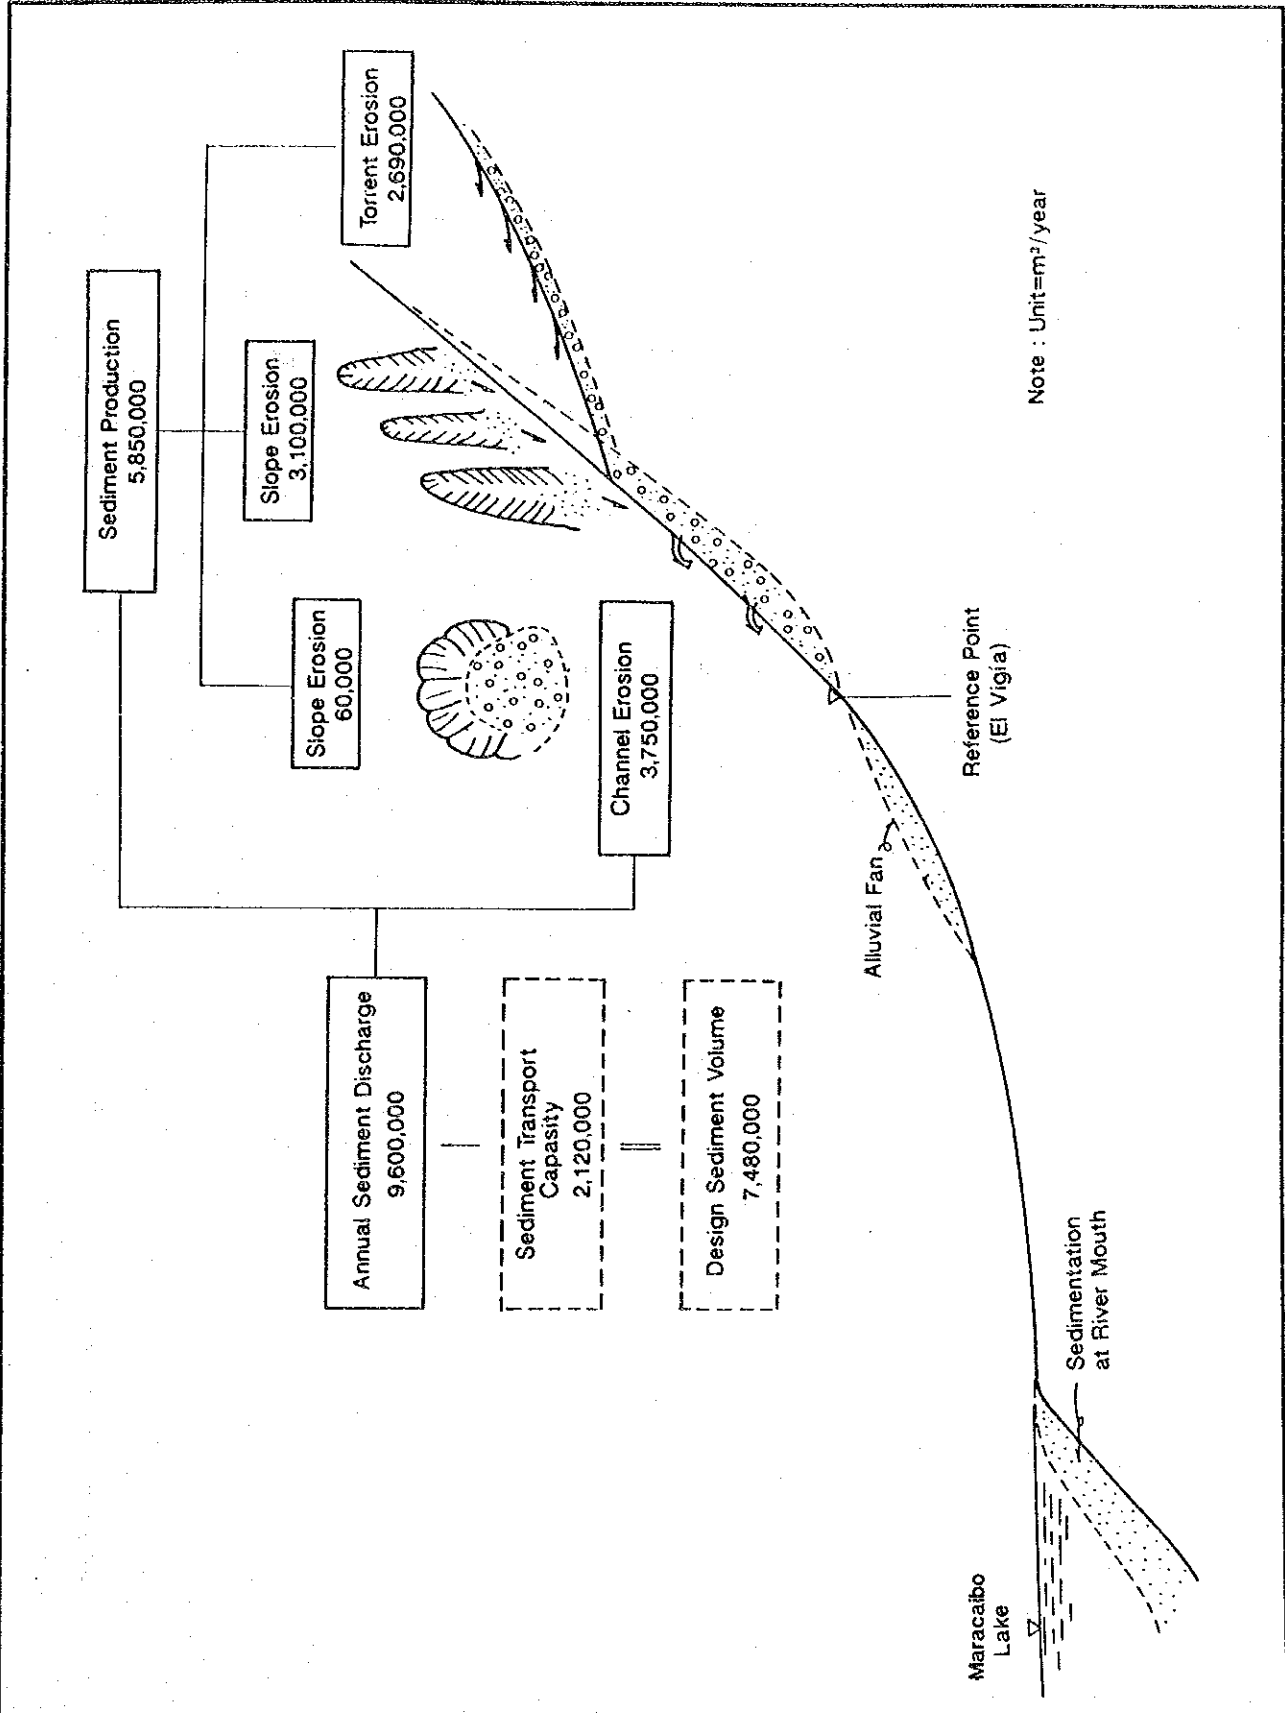 Sediment Production
5,850,000
Slope Erosion
60,000
Slope Erosion
3,100,000
Torrent Erosion
2,690,000
Annual Sediment Discharge
9,600,000
Channel Erosion
3,750,000
Sediment Transport
Capasity
2,120,000
Design Sediment Volume
7,480,000
Alluvial Fan
Reference Point
(El Vigía)
Note : Unit=m³/year
Maracaibo
Lake
Sedimentation
at River Mouth